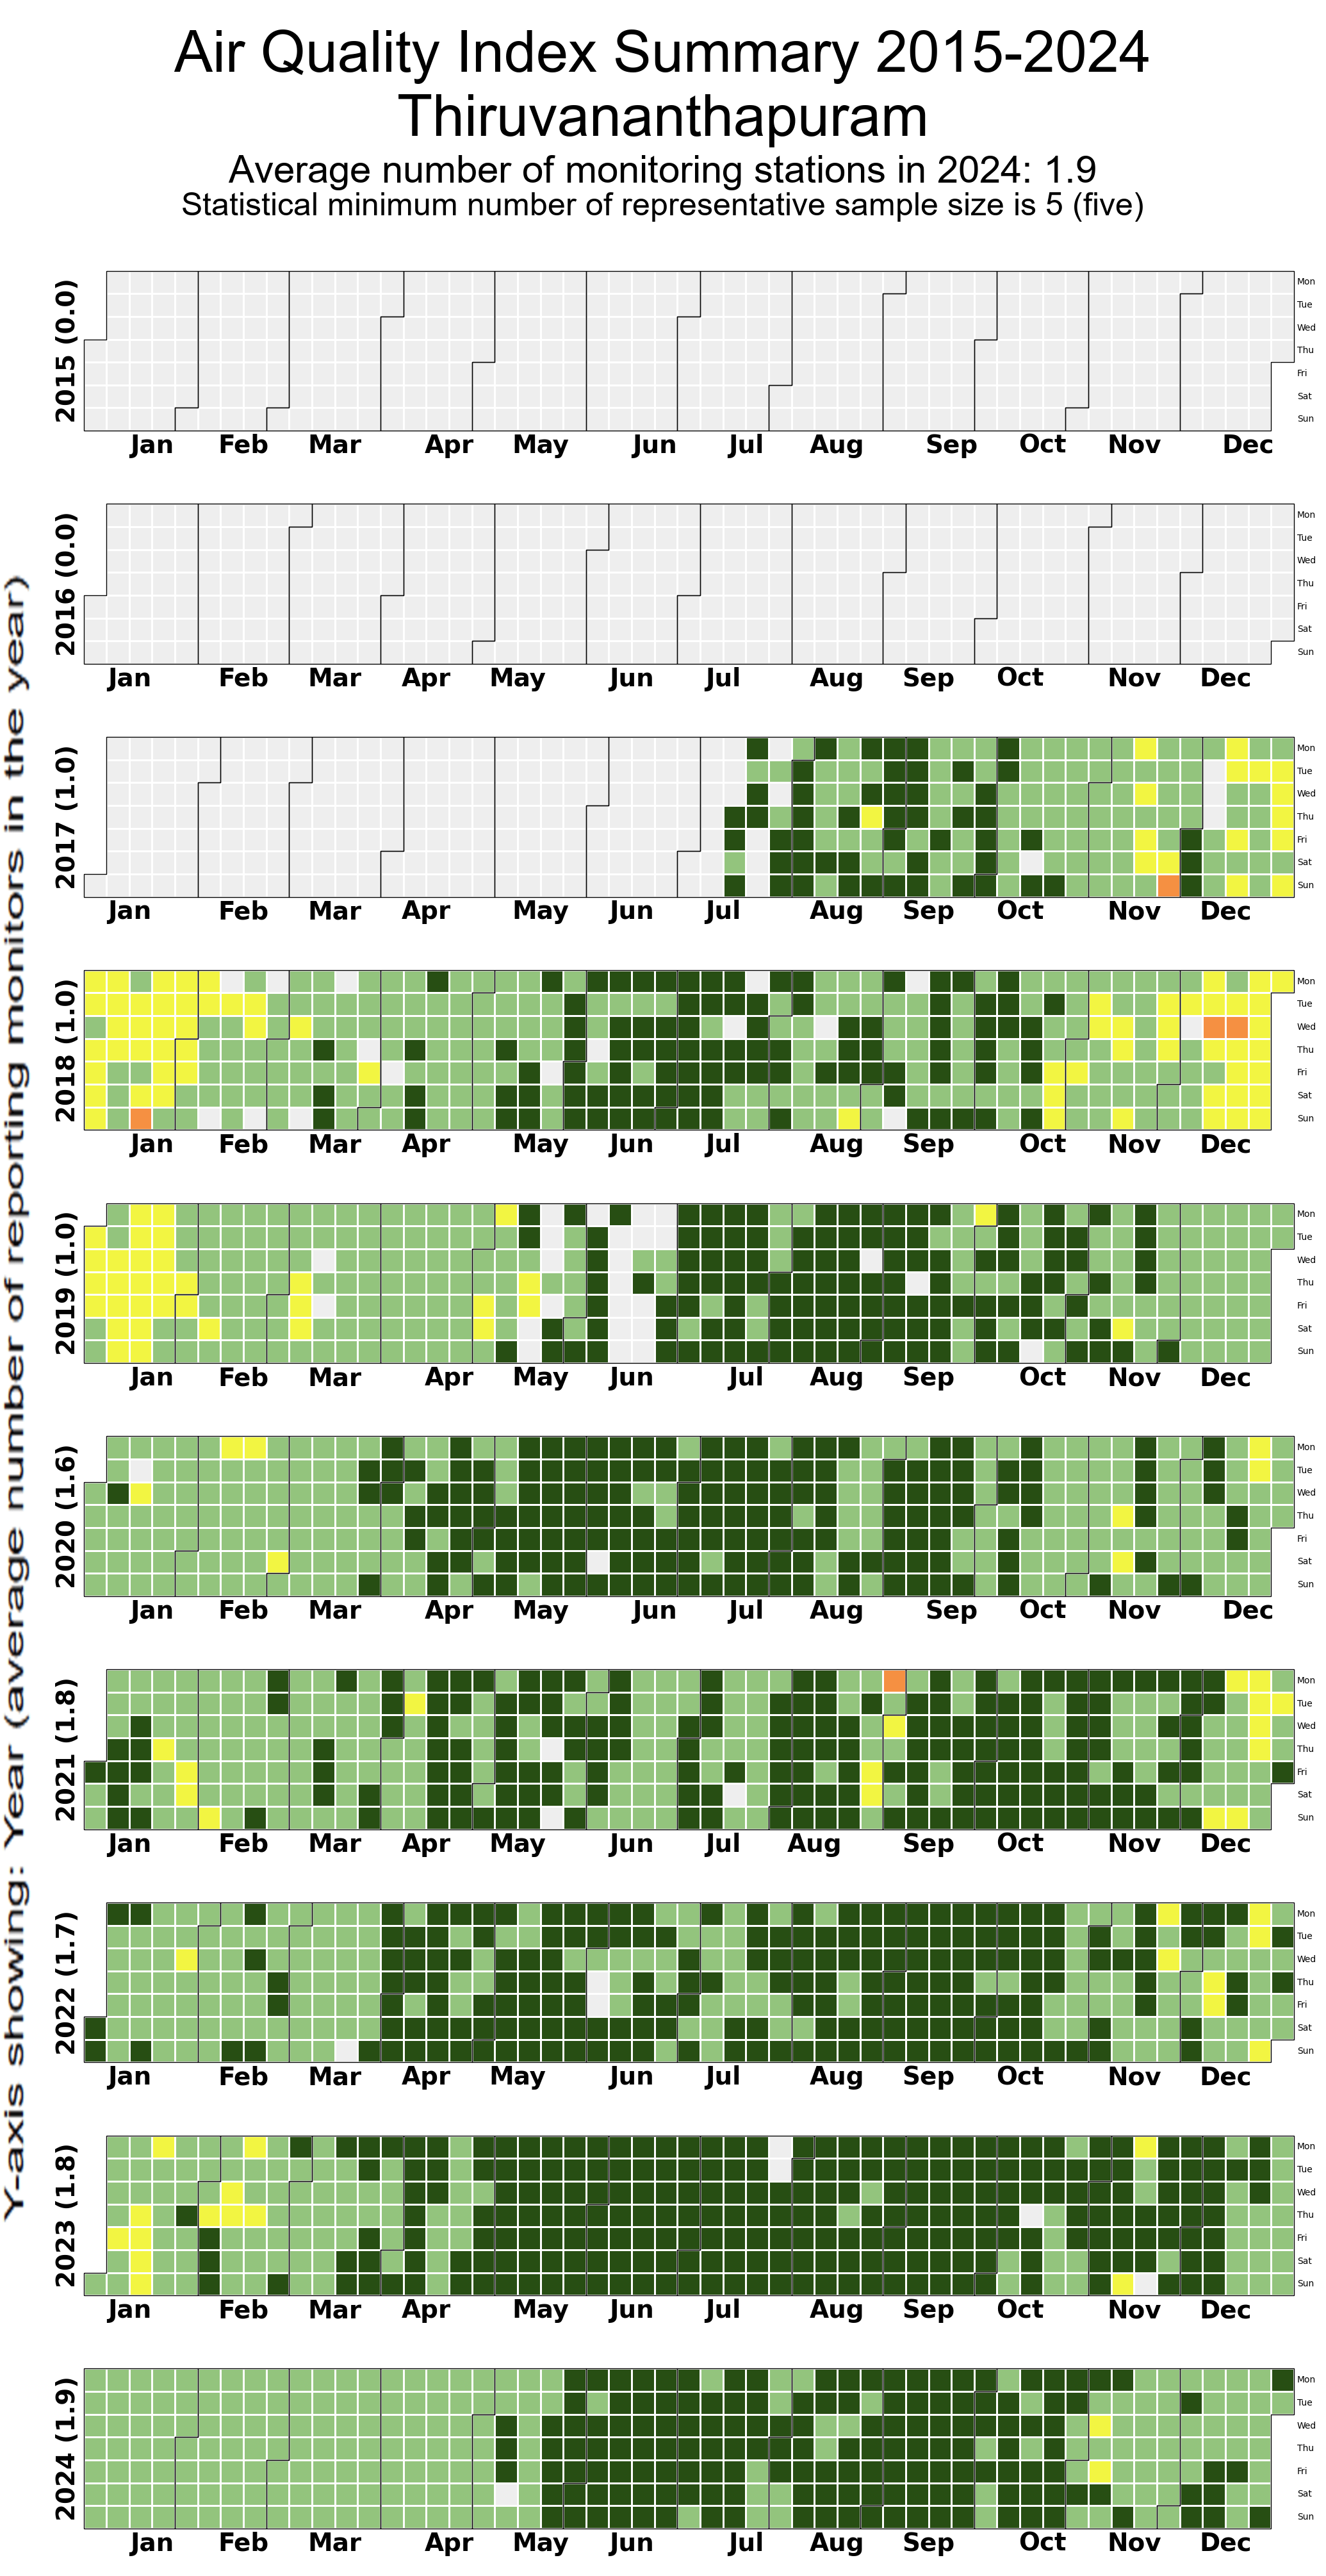 Air Quality Index Summary 2015-2024
Thiruvananthapuram
Average number of monitoring stations in 2024: 1.9
Statistical minimum number of representative sample size is 5 (five)
Y-axis showing: Year (average number of reporting monitors in the year)
2015 (0.0)
Mon
Tue
Wed
Thu
Fri
Sat
Sun
Jan Feb Mar Apr May Jun Jul Aug Sep Oct Nov Dec
2016 (0.0)
Mon
Tue
Wed
Thu
Fri
Sat
Sun
Jan Feb Mar Apr May Jun Jul Aug Sep Oct Nov Dec
2017 (1.0)
Mon
Tue
Wed
Thu
Fri
Sat
Sun
Jan Feb Mar Apr May Jun Jul Aug Sep Oct Nov Dec
2018 (1.0)
Mon
Tue
Wed
Thu
Fri
Sat
Sun
Jan Feb Mar Apr May Jun Jul Aug Sep Oct Nov Dec
2019 (1.0)
Mon
Tue
Wed
Thu
Fri
Sat
Sun
Jan Feb Mar Apr May Jun Jul Aug Sep Oct Nov Dec
2020 (1.6)
Mon
Tue
Wed
Thu
Fri
Sat
Sun
Jan Feb Mar Apr May Jun Jul Aug Sep Oct Nov Dec
2021 (1.8)
Mon
Tue
Wed
Thu
Fri
Sat
Sun
Jan Feb Mar Apr May Jun Jul Aug Sep Oct Nov Dec
2022 (1.7)
Mon
Tue
Wed
Thu
Fri
Sat
Sun
Jan Feb Mar Apr May Jun Jul Aug Sep Oct Nov Dec
2023 (1.8)
Mon
Tue
Wed
Thu
Fri
Sat
Sun
Jan Feb Mar Apr May Jun Jul Aug Sep Oct Nov Dec
2024 (1.9)
Mon
Tue
Wed
Thu
Fri
Sat
Sun
Jan Feb Mar Apr May Jun Jul Aug Sep Oct Nov Dec